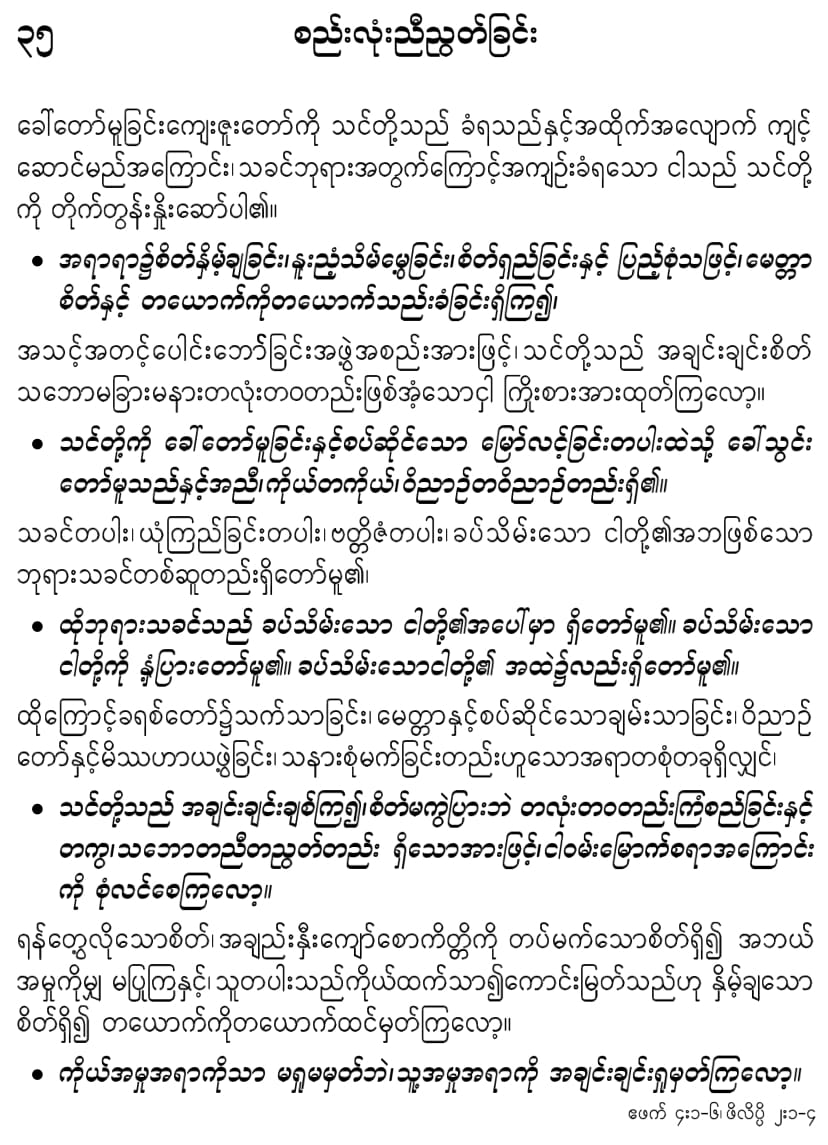 ၃၅ စည်းလုံးညီညွတ်ခြင်း
ခေါ်တော်မူခြင်းကျေးဇူးတော်ကို သင်တို့သည် ခံရသည်နှင့်အထိုက်အလျောက် ကျင့်
ဆောင်မည်အကြောင်း၊သခင်ဘုရားအတွက်ကြောင့်အကျဉ်းခံရသော ငါသည် သင်တို့
ကို တိုက်တွန်းနှိုးဆော်ပါ၏။
• အရာရာ၌စိတ်နှိမ့်ချခြင်း၊နူးညံ့သိမ်မွေ့ခြင်း၊စိတ်ရှည်ခြင်းနှင့် ပြည့်စုံသဖြင့်၊မေတ္တာ
စိတ်နှင့် တယောက်ကိုတယောက်သည်းခံခြင်းရှိကြ၍၊
အသင့်အတင့်ပေါင်းဘော်ခြင်းအဖွဲ့အစည်းအားဖြင့်၊သင်တို့သည် အချင်းချင်းစိတ်
သဘောမခြားမနားတလုံးတဝတည်းဖြစ်အံ့သောငှါ ကြိုးစားအားထုတ်ကြလော့။
• သင်တို့ကို ခေါ်တော်မူခြင်းနှင့်စပ်ဆိုင်သော မြော်လင့်ခြင်းတပါးထဲသို့ ခေါ်သွင်း
တော်မူသည်နှင့်အညီ၊ကိုယ်တကိုယ်၊ဝိညာဉ်တဝိညာဉ်တည်းရှိ၏။
သခင်တပါး၊ယုံကြည်ခြင်းတပါး၊ဗတ္တိဇံတပါး၊ခပ်သိမ်းသော ငါတို့၏အဘဖြစ်သော
ဘုရားသခင်တစ်ဆူတည်းရှိတော်မူ၏၊
• ထိုဘုရားသခင်သည် ခပ်သိမ်းသော ငါတို့၏အပေါ်မှာ ရှိတော်မူ၏။ ခပ်သိမ်းသော
ငါတို့ကို နှံ့ပြားတော်မူ၏။ ခပ်သိမ်းသောငါတို့၏ အထဲ၌လည်းရှိတော်မူ၏။
ထိုကြောင့်ခရစ်တော်၌သက်သာခြင်း၊မေတ္တာနှင့်စပ်ဆိုင်သောချမ်းသာခြင်း၊ဝိညာဉ်
တော်နှင့်မိဿဟာယဖွဲ့ခြင်း၊သနားစုံမက်ခြင်းတည်းဟူသောအရာတစုံတခုရှိလျှင်၊
• သင်တို့သည် အချင်းချင်းချစ်ကြ၍၊စိတ်မကွဲပြားဘဲ တလုံးတဝတည်းကြံစည်ခြင်းနှင့်
တကွ၊သဘောတညီတညွတ်တည်း ရှိသောအားဖြင့်၊ငါဝမ်းမြောက်စရာအကြောင်း
ကို စုံလင်စေကြလော့။
ရန်တွေ့လိုသောစိတ်၊အချည်းနှီးကျော်စောကိတ္တိကို တပ်မက်သောစိတ်ရှိ၍ အဘယ်
အမှုကိုမျှ မပြုကြနှင့်၊သူတပါးသည်ကိုယ်ထက်သာ၍ကောင်းမြတ်သည်ဟု နှိမ့်ချသော
စိတ်ရှိ၍ တယောက်ကိုတယောက်ထင်မှတ်ကြလော့။
• ကိုယ်အမှုအရာကိုသာ မရှုမမှတ်ဘဲ၊သူ့အမှုအရာကို အချင်းချင်းရှုမှတ်ကြလော့။
ဧဖက် ၄း၁-၆၊ဖိလိပ္ပိ ၂း၁-၄